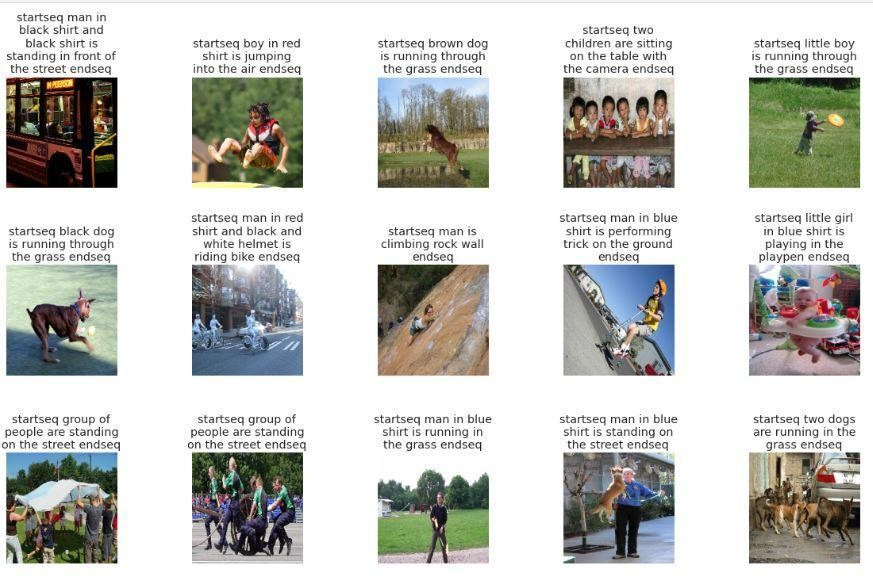 startseq man in
black shirt and
black shirt is
standing in front of
the street endseq
startseq boy in red
shirt is jumping
into the air endseq
startseq brown dog
is running through
the grass endseq
startseq two
children are sitting
on the table with
the camera endseq
startseq little boy
is running through
the grass endseq
startseq black dog
is running through
the grass endseq
startseq man in red
shirt and black and
white helmet is
riding bike endseq
startseq man is
climbing rock wall
endseq
startseq man in blue
shirt is performing
trick on the ground
endseq
startseq little girl
in blue shirt is
playing in the
playpen endseq
startseq group of
people are standing
on the street endseq
startseq group of
people are standing
on the street endseq
startseq man in blue
shirt is running in
the grass endseq
startseq man in blue
shirt is standing on
the street endseq
startseq two dogs
are running in the
grass endseq